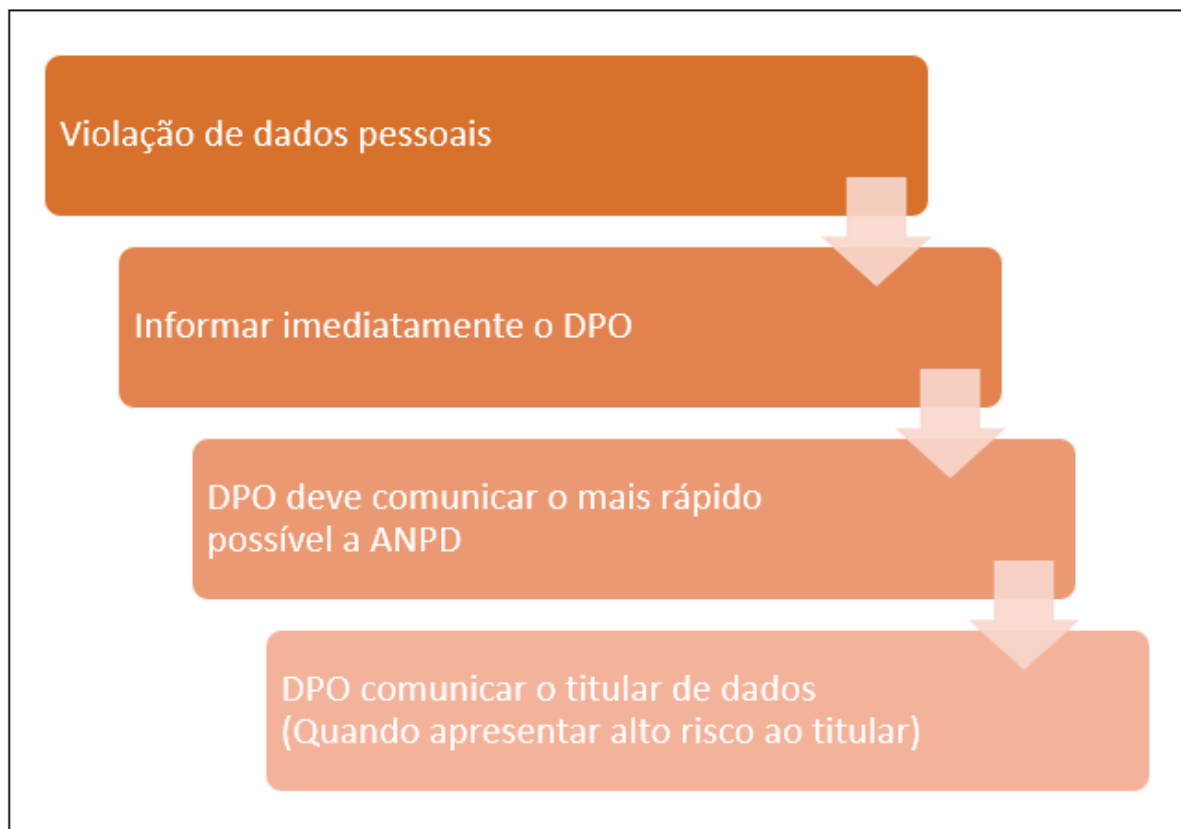 Violação de dados pessoais
Informar imediatamente o DPO
DPO deve comunicar o mais rápido
possível a ANPD
DPO comunicar o titular de dados
(Quando apresentar alto risco ao titular)